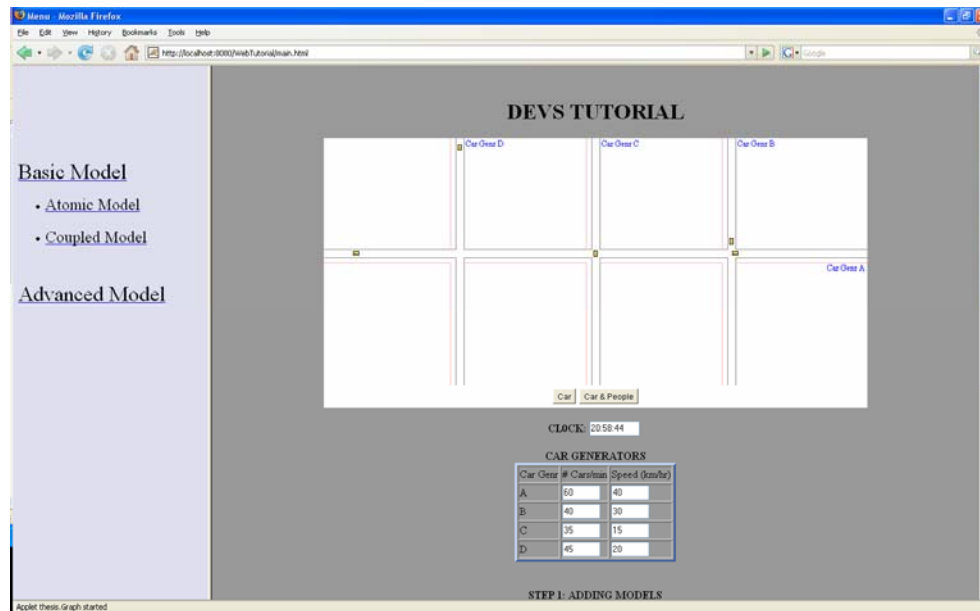 Menu - Mozilla Firefox
File Edit View History Bookmarks Tools Help
http://localhost:8080/WebTutorial/main.html
Google
Basic Model
• Atomic Model
• Coupled Model
Advanced Model
DEVS TUTORIAL
Car Genr D
Car Genr C
Car Genr B
Car Genr A
Car
Car & People
CLOCK: 20:58:44
CAR GENERATORS
Car Genr # Cars/min Speed (km/hr)
A 60 40
B 40 30
C 35 15
D 45 20
STEP 1: ADDING MODELS
Applet thesis.Graph started